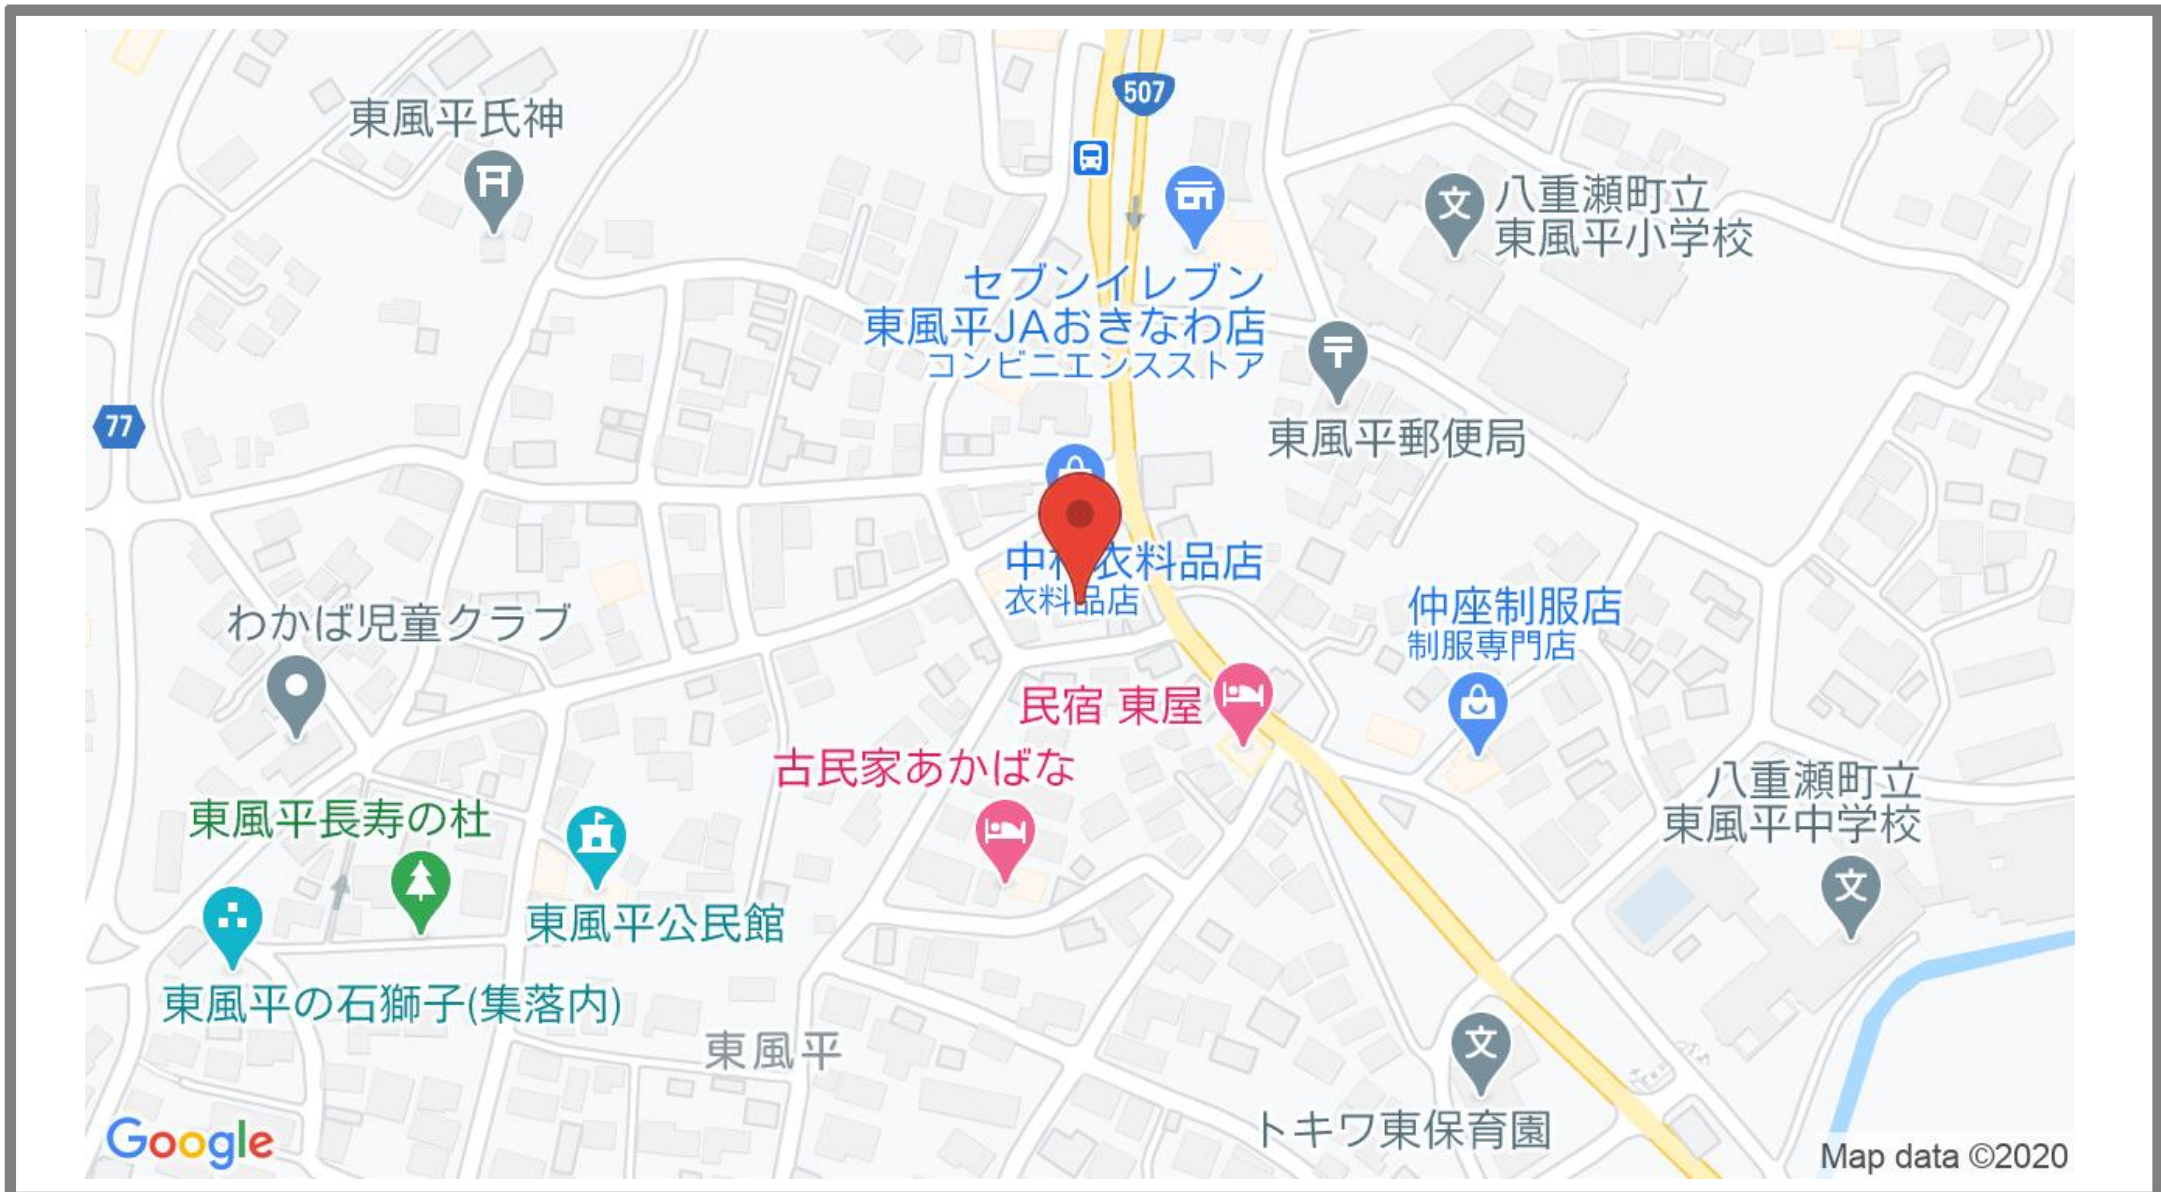 507
東風平氏神
八重瀬町立
東風平小学校
セブンイレブン
東風平JAおきなわ店
コンビニエンスストア
77
東風平郵便局
衣料品店
衣料品店
わかば児童クラブ
仲座制服店
制服専門店
民宿 東屋
古民家あかばな
八重瀬町立
東風平中学校
東風平長寿の杜
東風平公民館
東風平の石獅子(集落内)
東風平
トキワ東保育園
Google
Map data ©2020